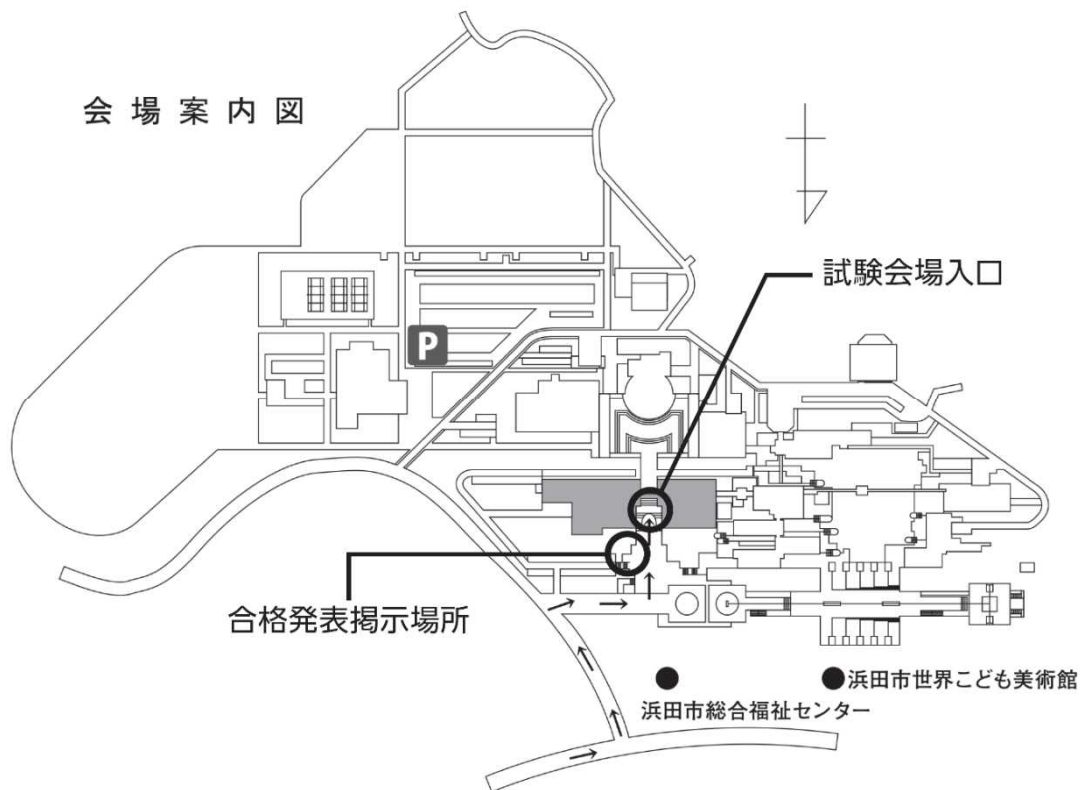 会場案内図
試験会場入口
P
合格発表掲示場所
浜田市世界こども美術館
浜田市総合福祉センター